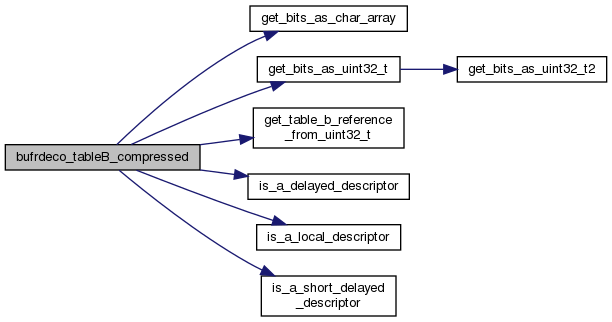 get_bits_as_char_array
get_bits_as_uint32_t
get_bits_as_uint32_t2
get_table_b_reference
_from_uint32_t
bufrdeco_tableB_compressed
is_a_delayed_descriptor
is_a_local_descriptor
is_a_short_delayed
_descriptor